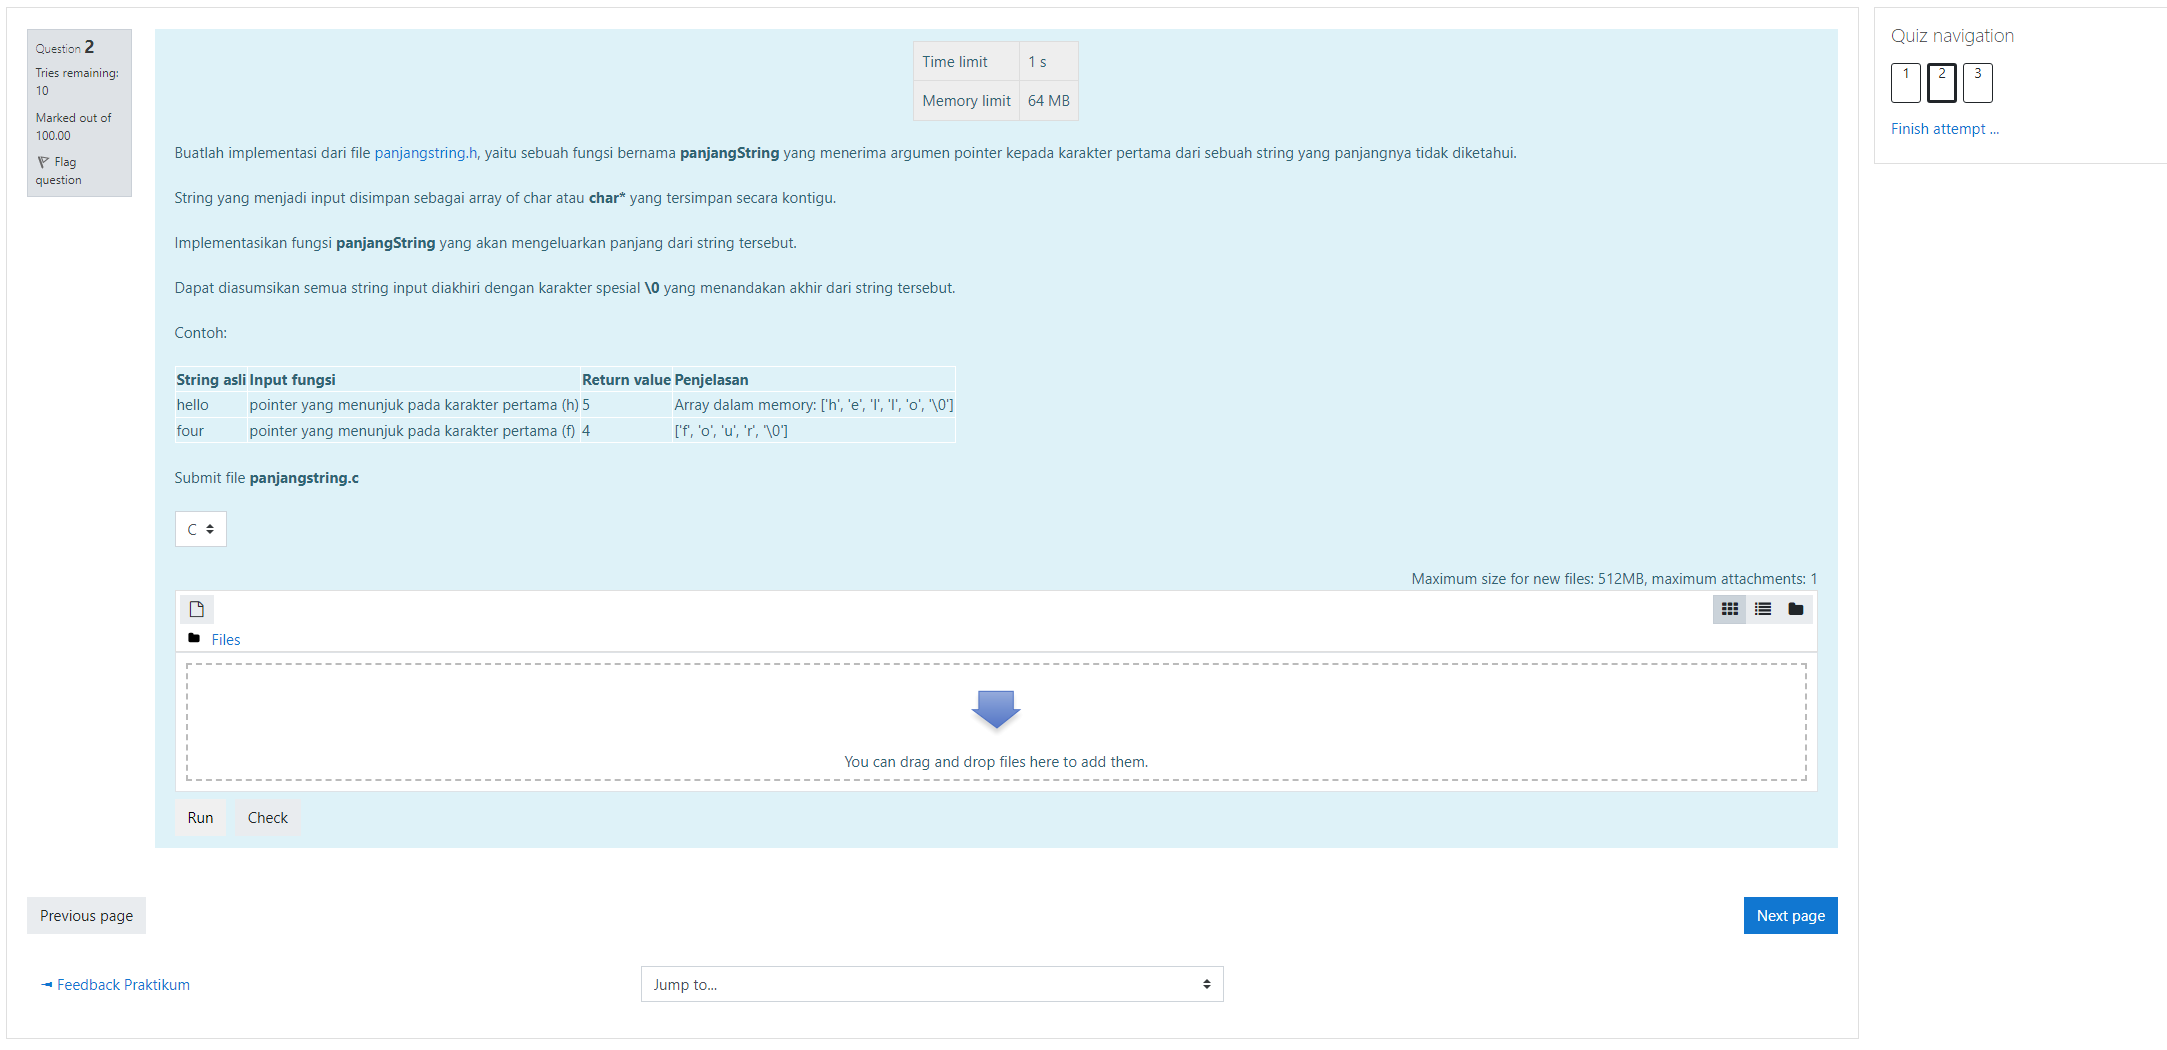 Question 2
Tries remaining:
10
Marked out of
100.00
Flag
question
Time limit 1 s
Memory limit 64 MB
Buatlah implementasi dari file panjangstring.h, yaitu sebuah fungsi bernama panjangString yang menerima argumen pointer kepada karakter pertama dari sebuah string yang panjangnya tidak diketahui.
String yang menjadi input disimpan sebagai array of char atau char* yang tersimpan secara kontigu.
Implementasikan fungsi panjangString yang akan mengeluarkan panjang dari string tersebut.
Dapat diasumsikan semua string input diakhiri dengan karakter spesial \0 yang menandakan akhir dari string tersebut.
Contoh:
String asli Input fungsi Return value Penjelasan
hello pointer yang menunjuk pada karakter pertama (h) 5 Array dalam memory: ['h', 'e', 'l', 'l', 'o', '\0']
four pointer yang menunjuk pada karakter pertama (f) 4 ['f', 'o', 'u', 'r', '\0']
Submit file panjangstring.c
C
Maximum size for new files: 512MB, maximum attachments: 1
Files
You can drag and drop files here to add them.
Run Check
Previous page Next page
Feedback Praktikum Jump to...
Quiz navigation
1 2 3
Finish attempt ...